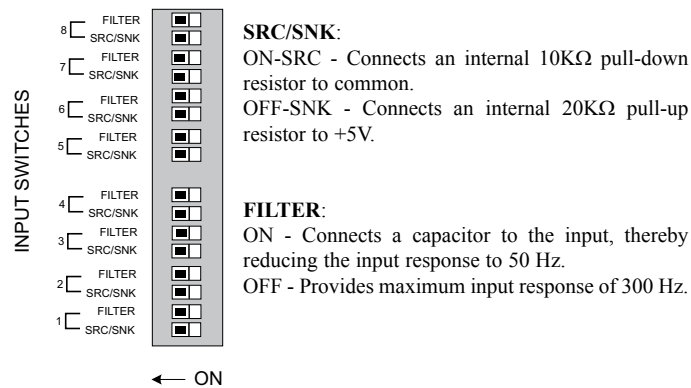 INPUT SWITCHES
8 FILTER
SRC/SNK
7 FILTER
SRC/SNK
6 FILTER
SRC/SNK
5 FILTER
SRC/SNK
4 FILTER
SRC/SNK
3 FILTER
SRC/SNK
2 FILTER
SRC/SNK
1 FILTER
SRC/SNK
← ON
SRC/SNK:
ON-SRC - Connects an internal 10KΩ pull-down
resistor to common.
OFF-SNK - Connects an internal 20KΩ pull-up
resistor to +5V.
FILTER:
ON - Connects a capacitor to the input, thereby
reducing the input response to 50 Hz.
OFF - Provides maximum input response of 300 Hz.